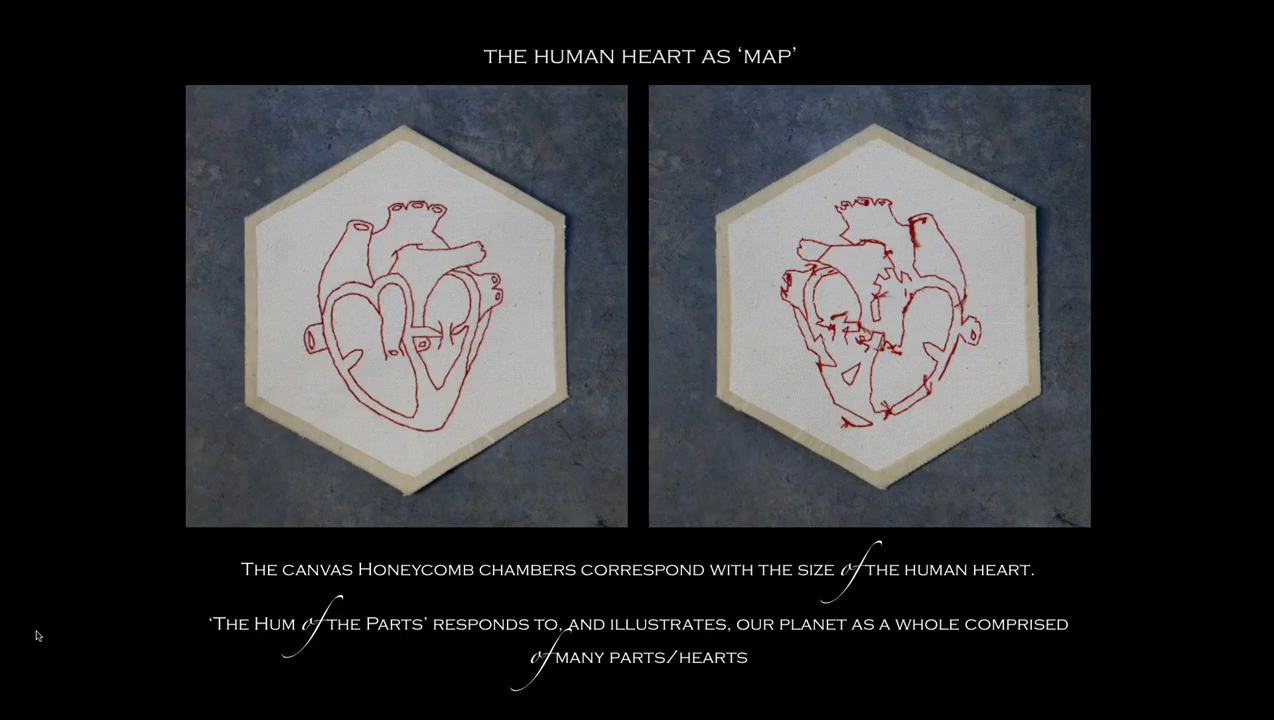 THE HUMAN HEART AS ‘MAP’
THE CANVAS HONEYCOMB CHAMBERS CORRESPOND WITH THE SIZE of THE HUMAN HEART.
‘THE HUM of THE PARTS’ RESPONDS TO, AND ILLUSTRATES, OUR PLANET AS A WHOLE COMPRISED
of MANY PARTS/HEARTS